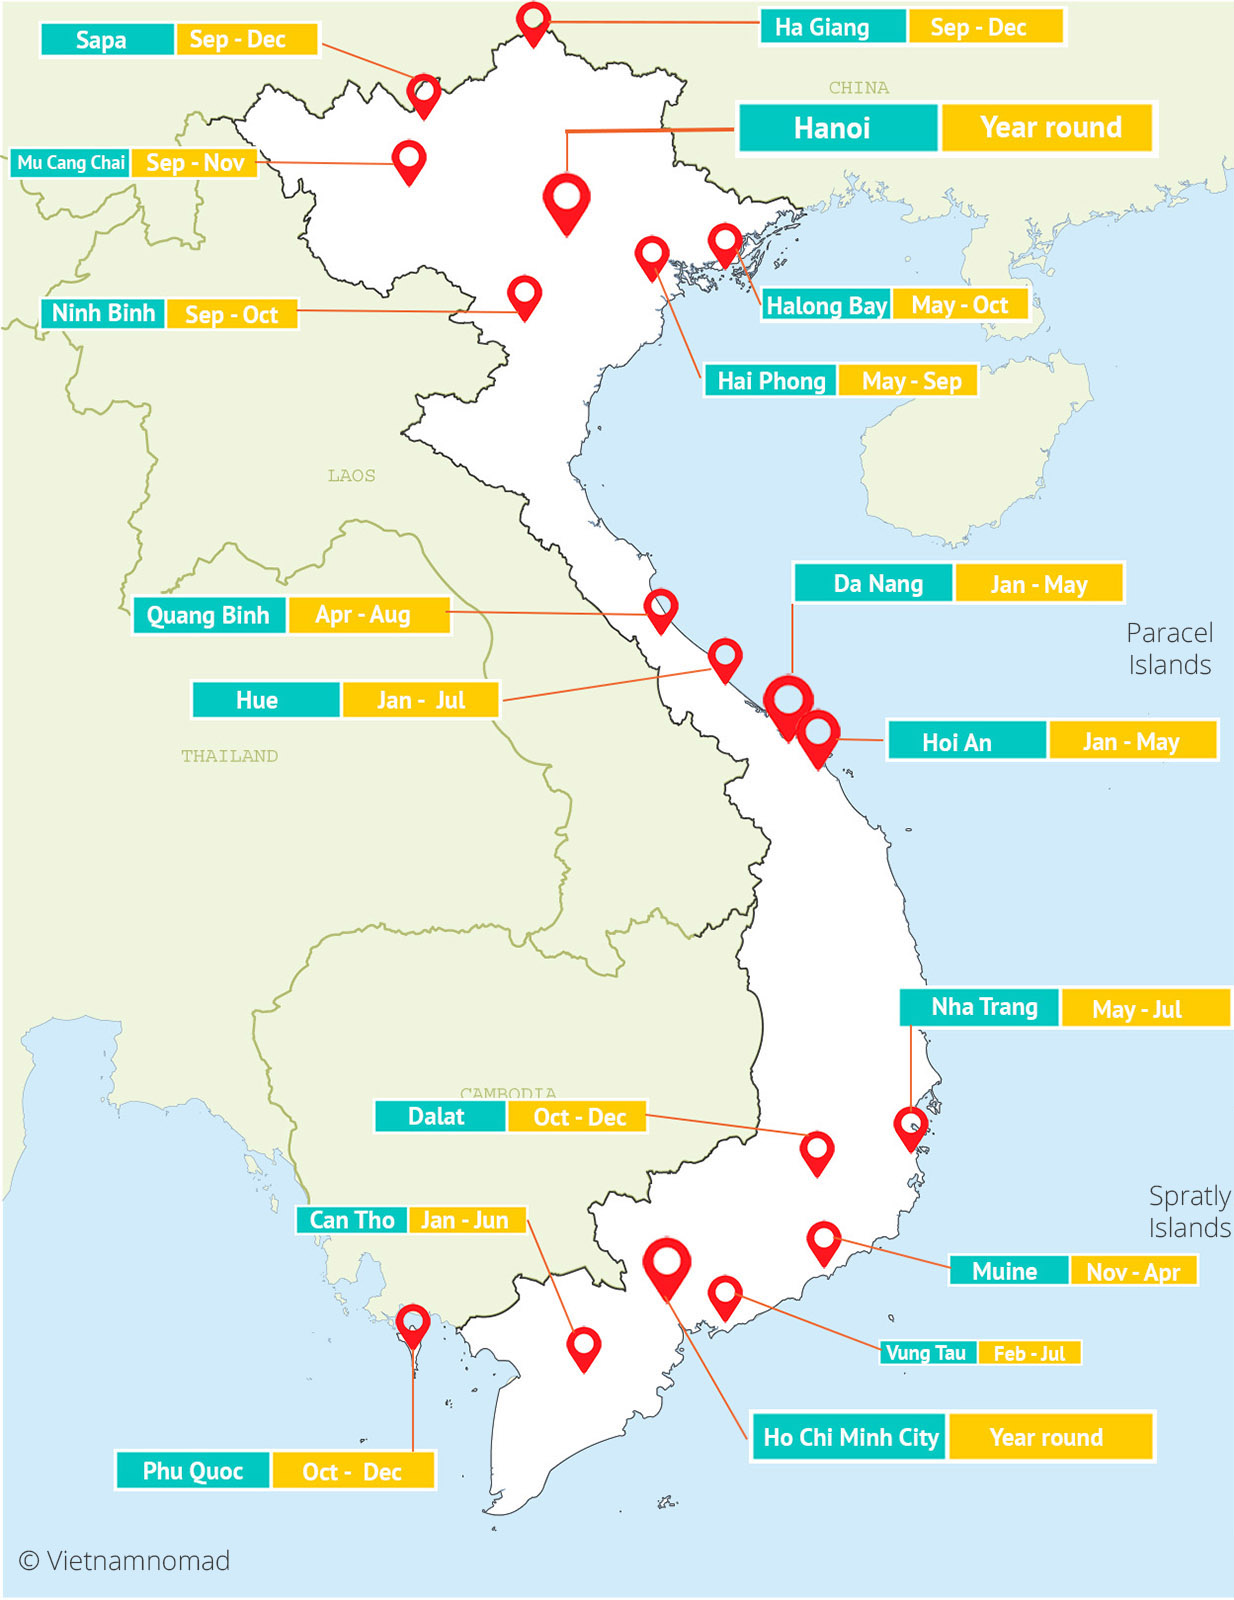 Sapa Sep - Dec
Ha Giang Sep - Dec
CHINA
Hanoi Year round
Mu Cang Chai Sep - Nov
Ninh Binh Sep - Oct
Halong Bay May - Oct
Hai Phong May - Sep
LAOS
Da Nang Jan - May
Quang Binh Apr - Aug
Paracel
Islands
Hue Jan - Jul
Hoi An Jan - May
THAILAND
Nha Trang May - Jul
CAMBODIA
Dalat Oct - Dec
Spratly
Islands
Can Tho Jan - Jun
Muine Nov - Apr
Vung Tau Feb - Jul
Ho Chi Minh City Year round
Phu Quoc Oct - Dec
© Vietnamnomad